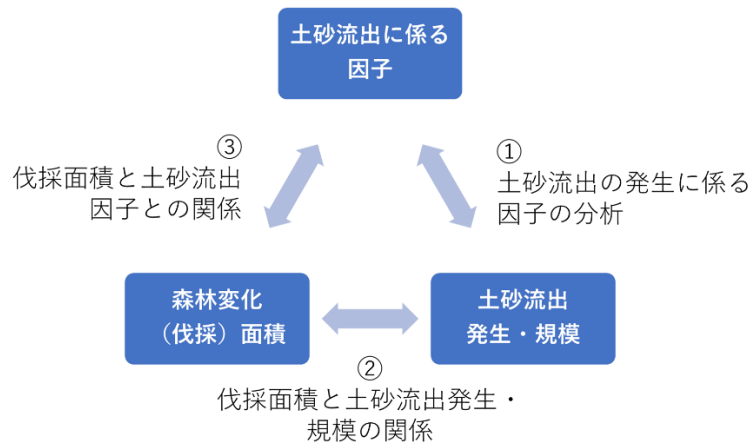 土砂流出に係る
因子
③
伐採面積と土砂流出
因子との関係
①
土砂流出の発生に係る
因子の分析
森林変化
（伐採）面積
土砂流出
発生・規模
②
伐採面積と土砂流出発生・
規模の関係